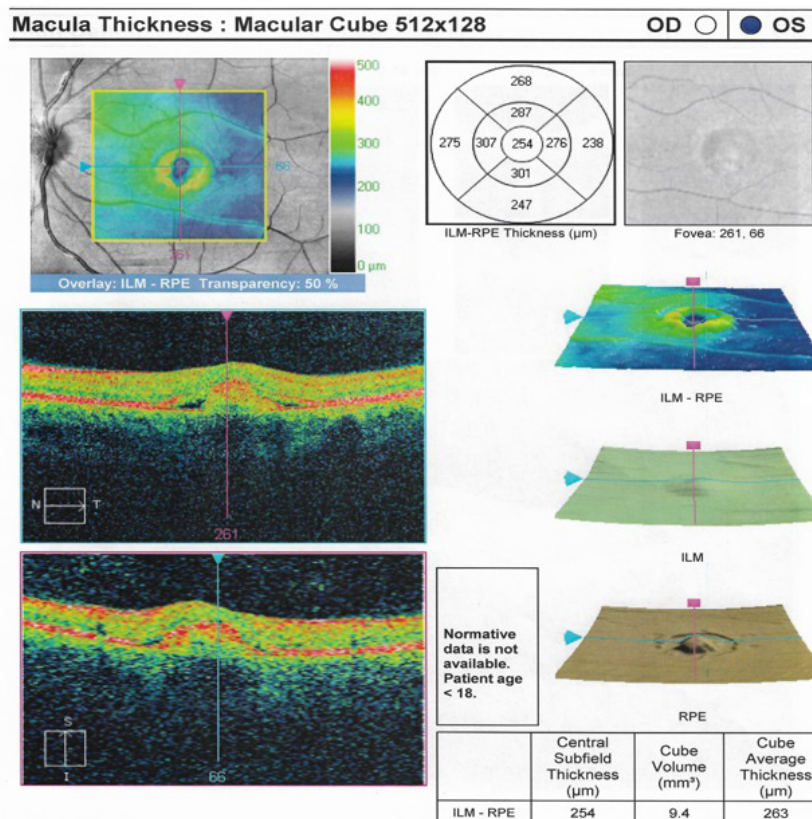 Macula Thickness : Macular Cube 512x128 OD OS
500
400
300
200
100
0 µm
66
261
Overlay: ILM - RPE Transparency: 50 %
268
287
275 307 254 276 238
301
247
ILM-RPE Thickness (µm)
Fovea: 261, 66
ILM - RPE
N T
261
ILM
S
I
66
Normative
data is not
available.
Patient age
< 18.
RPE
Central
Subfield
Thickness
(µm)
Cube
Volume
(mm³)
Cube
Average
Thickness
(µm)
ILM - RPE 254 9.4 263